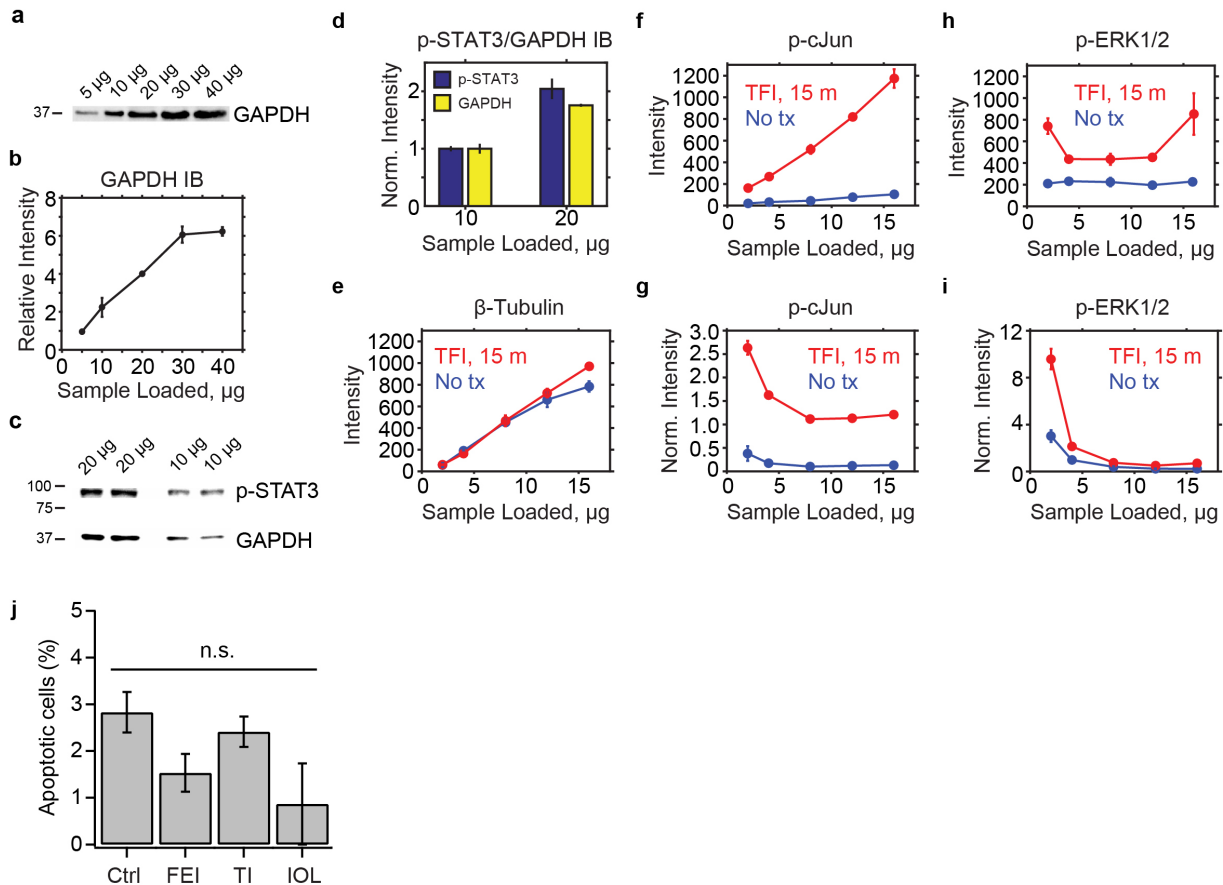 a
5 µg 10 µg 20 µg 30 µg 40 µg
37
GAPDH
b
GAPDH IB
Relative Intensity
8
6
4
2
0
0 10 20 30 40
Sample Loaded, µg
c
20 µg 20 µg 10 µg 10 µg
100
75
p-STAT3
37
GAPDH
d
p-STAT3/GAPDH IB
Norm. Intensity
2
1
0
p-STAT3
GAPDH
10 20
Sample Loaded, µg
e
β-Tubulin
Intensity
1200
1000
800
600
400
200
0
TFI, 15 m
No tx
0 5 10 15
Sample Loaded, µg
f
p-cJun
Intensity
1200
1000
800
600
400
200
0
TFI, 15 m
No tx
0 5 10 15
Sample Loaded, µg
g
p-cJun
Norm. Intensity
3.0
2.5
2.0
1.5
1.0
0.5
0
TFI, 15 m
No tx
0 5 10 15
Sample Loaded, µg
h
p-ERK1/2
Intensity
1200
1000
800
600
400
200
0
TFI, 15 m
No tx
0 5 10 15
Sample Loaded, µg
i
p-ERK1/2
Norm. Intensity
12
8
4
0
TFI, 15 m
No tx
0 5 10 15
Sample Loaded, µg
j
Apoptotic cells (%)
5
4
3
2
1
0
n.s.
Ctrl FEI TI IOL